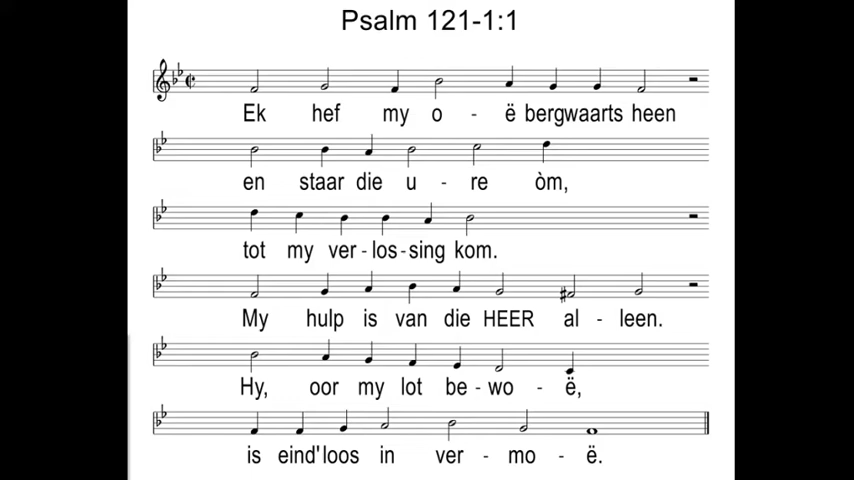 Psalm 121-1:1
Ek hef my o - ë bergwaarts heen
en staar die u - re òm,
tot my ver - los - sing kom.
My hulp is van die HEER al - leen.
Hy, oor my lot be - wo - ë,
is eind'loos in ver - mo - ë.